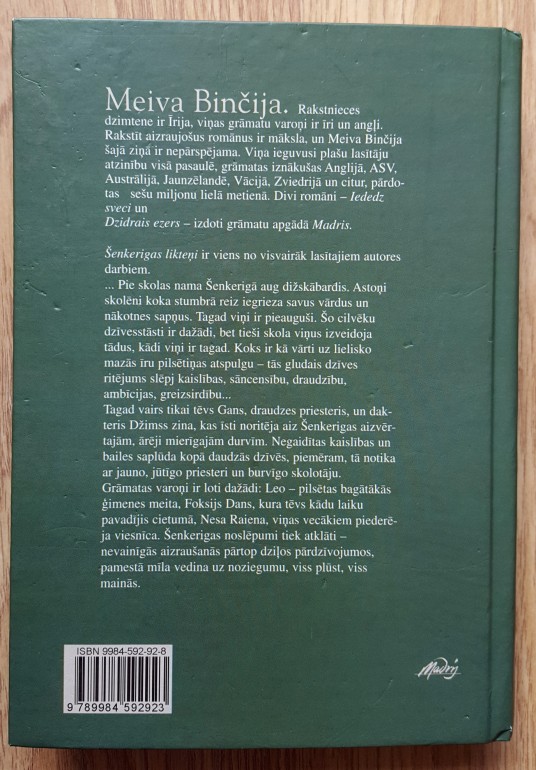 Meiva Binčija. Rakstnieces
dzimtene ir Īrija, viņas grāmatu varoņi ir īri un angļi.
Rakstīt aizraujošus romānus ir māksla, un Meiva Binčija
šajā ziņā ir nepārspējama. Viņa ieguvusi plašu lasītāju
atzinību visā pasaulē, grāmatas iznākušas Anglijā, ASV,
Austrālijā, Jaunzēlandē, Vācijā, Zviedrijā un citur, pārdo-
tas sešu miljonu lielā metienā. Divi romāni – Iededz
sveci un
Dzidrais ezers – izdoti grāmatu apgādā Madris.
Šenkerigas likteņi ir viens no visvairāk lasītajiem autores
darbiem.
... Pie skolas nama Šenkerigā aug dižskābardis. Astoņi
skolēni koka stumbrā reiz iegrieza savus vārdus un
nākotnes sapņus. Tagad viņi ir pieauguši. Šo cilvēku
dzīvesstāsti ir dažādi, bet tieši skola viņus izveidoja
tādus, kādi viņi ir tagad. Koks ir kā vārti uz lielisko
mazās īru pilsētiņas atspulgu – tās gludais dzīves
ritējums slēpj kaislības, sāncensību, draudzību,
ambīcijas, greizsirdību...
Tagad vairs tikai tēvs Gans, draudzes priesteris, un dak-
teris Džimss zina, kas īsti noritēja aiz Šenkerigas aizvēr-
tajām, ārēji mierīgajām durvīm. Negaidītas kaislības un
bailes saplūda kopā daudzās dzīvēs, piemēram, tā notika
ar jauno, jūtīgo priesteri un burvīgo skolotāju.
Grāmatas varoņi ir loti dažādi: Leo – pilsētas bagātākās
ģimenes meita, Foksijs Dans, kura tēvs kādu laiku
pavadījis cietumā, Nesa Raiena, viņas vecākiem piederē-
ja viesnīca. Šenkerigas noslēpumi tiek atklāti –
nevainīgās aizraušanās pārtop dziļos pārdzīvojumos,
pamestā mīla vedina uz noziegumu, viss plūst, viss
mainās.
ISBN 9984-592-92-8
9 789984 592923
Madris